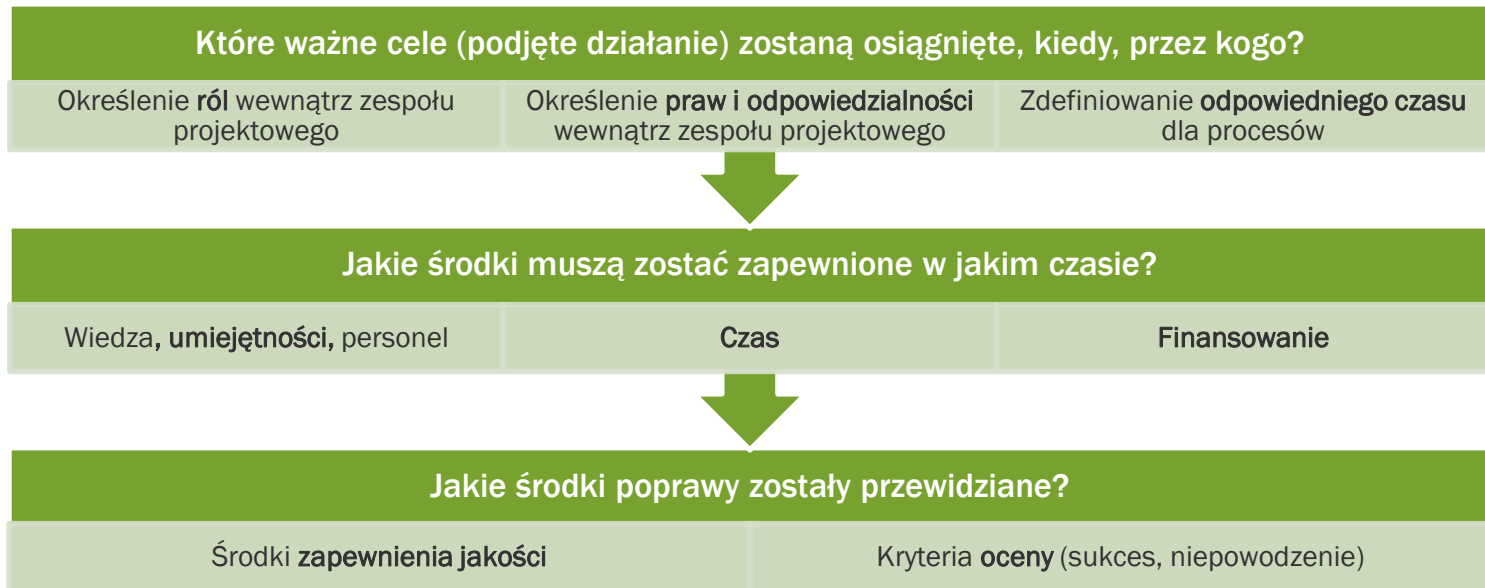 Które ważne cele (podjęte działanie) zostaną osiągnięte, kiedy, przez kogo?
Określenie ról wewnątrz zespołu
projektowego
Określenie praw i odpowiedzialności
wewnątrz zespołu projektowego
Zdefiniowanie odpowiedniego czasu
dla procesów
Jakie środki muszą zostać zapewnione w jakim czasie?
Wiedza, umiejętności, personel
Czas
Finansowanie
Jakie środki poprawy zostały przewidziane?
Środki zapewnienia jakości
Kryteria oceny (sukces, niepowodzenie)